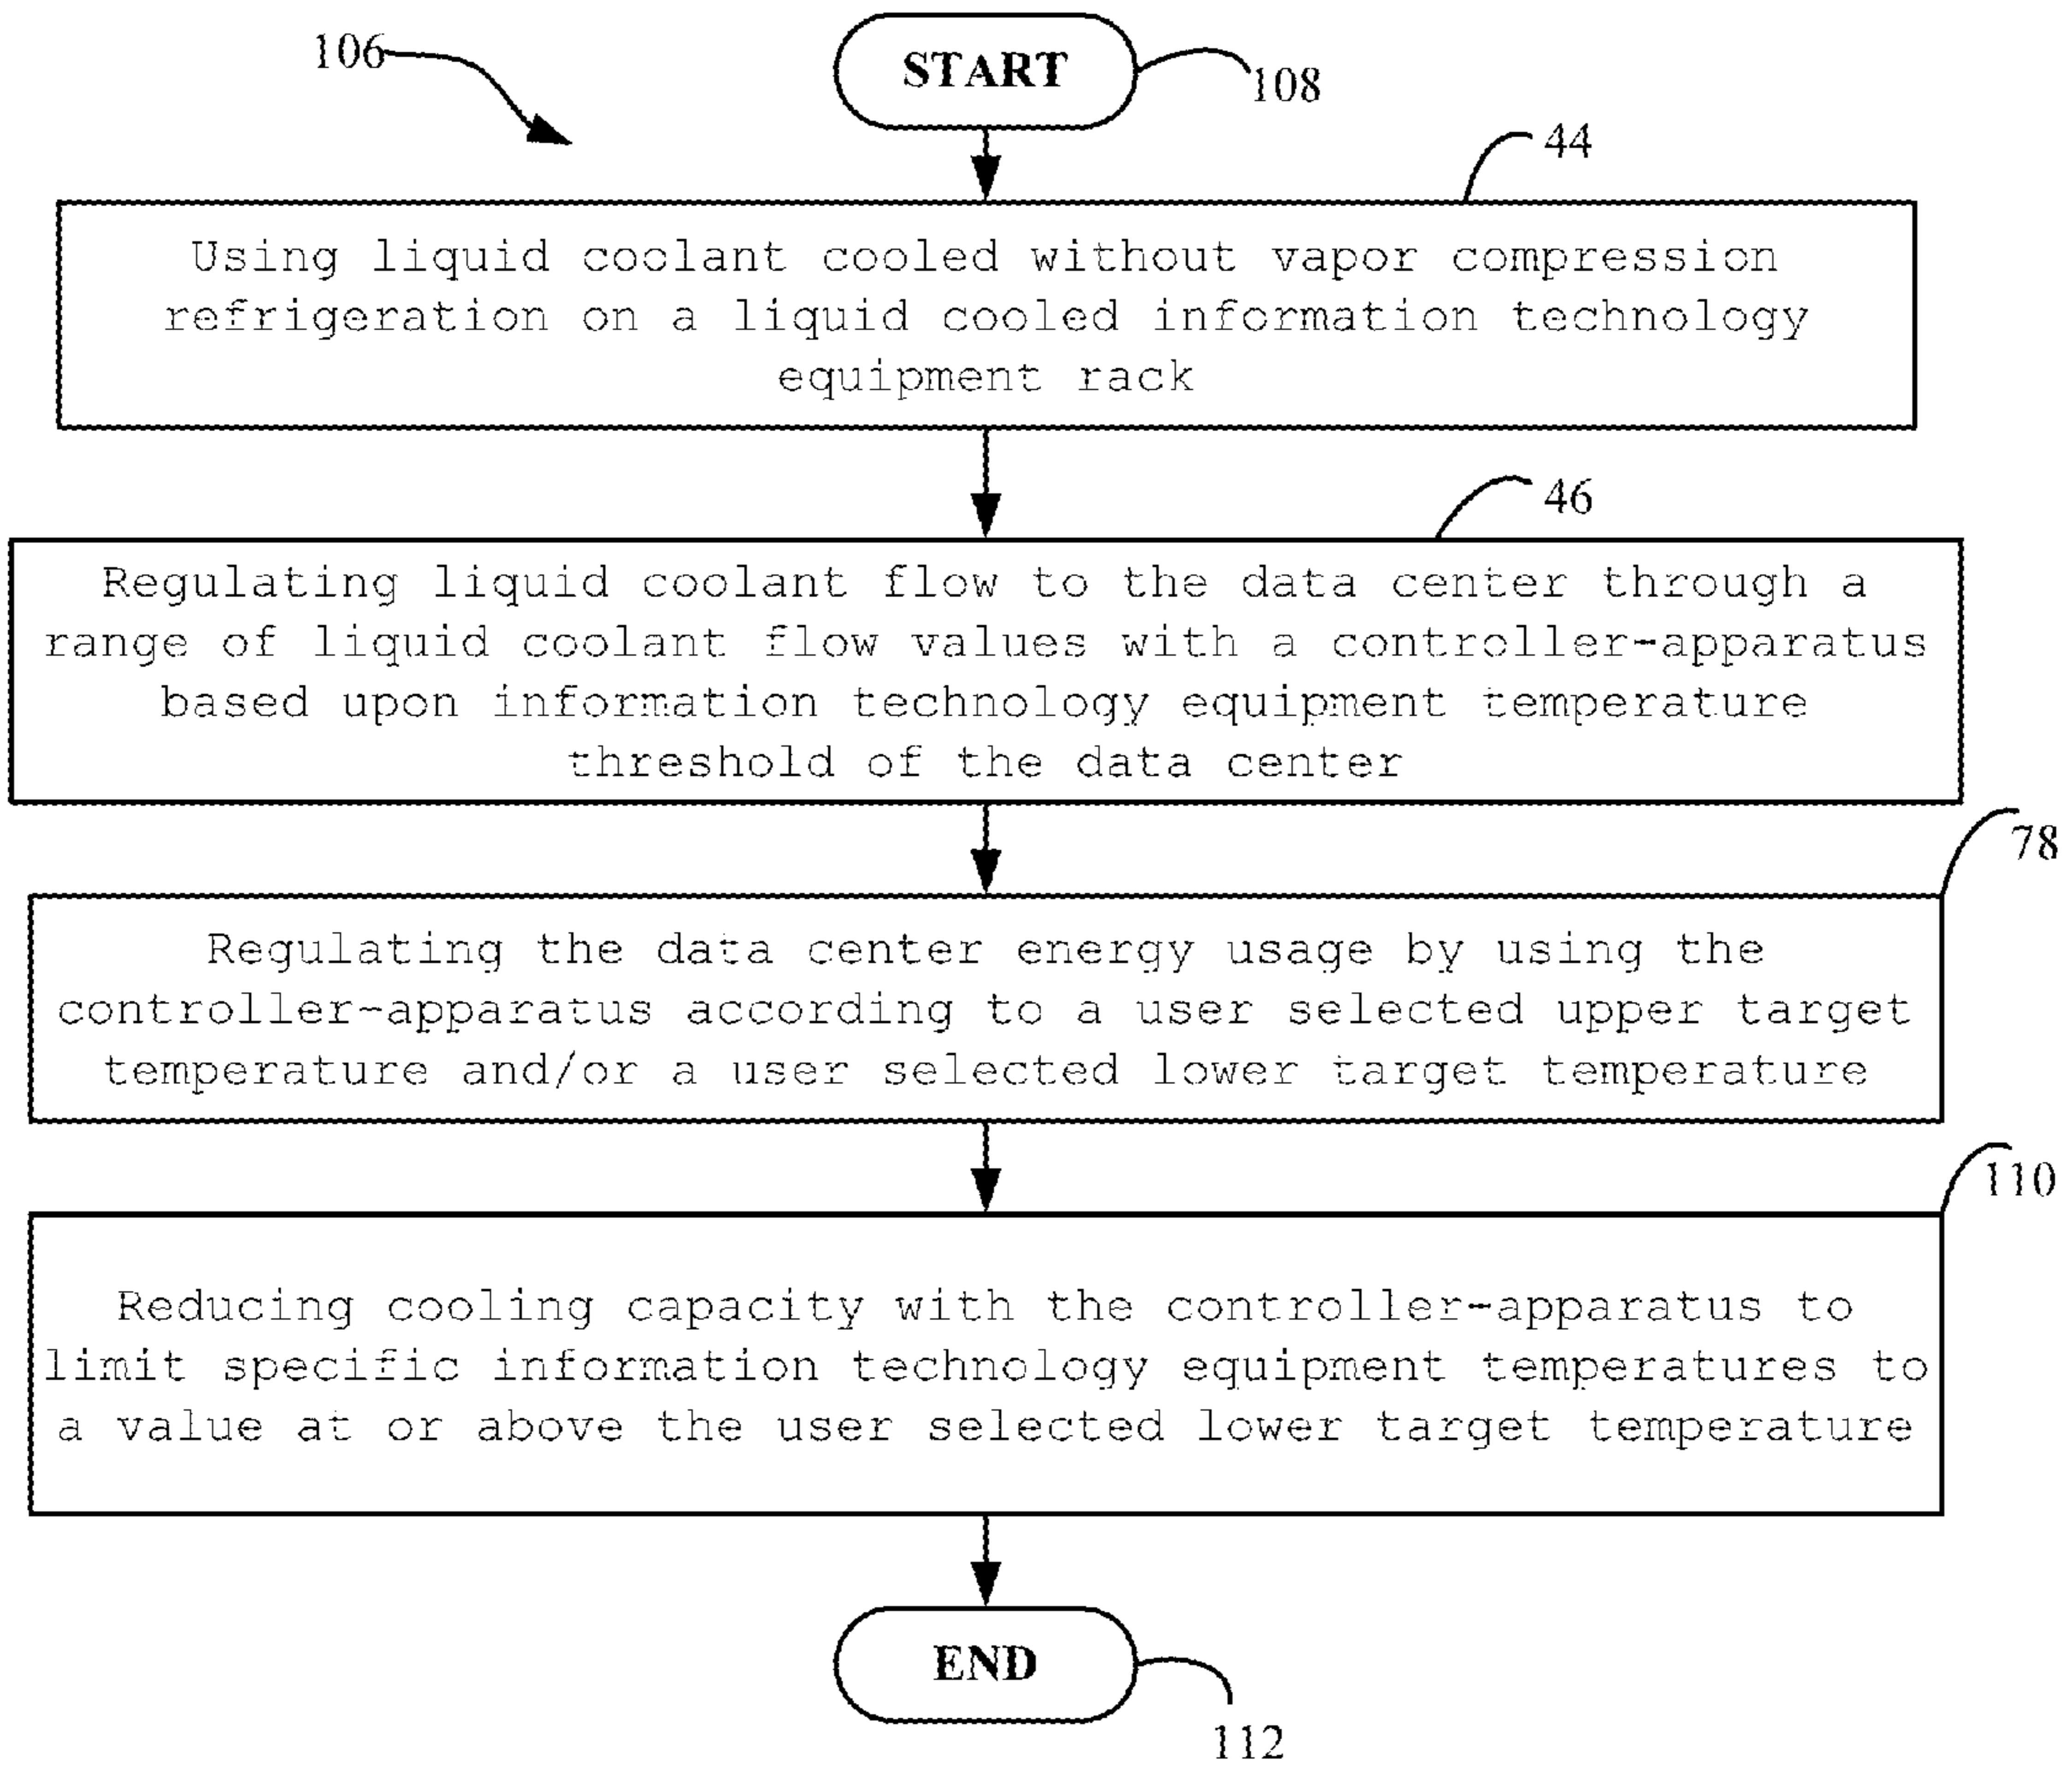 106
START
108
44
Using liquid coolant cooled without vapor compression
refrigeration on a liquid cooled information technology
equipment rack
46
Regulating liquid coolant flow to the data center through a
range of liquid coolant flow values with a controller-apparatus
based upon information technology equipment temperature
threshold of the data center
78
Regulating the data center energy usage by using the
controller-apparatus according to a user selected upper target
temperature and/or a user selected lower target temperature
110
Reducing cooling capacity with the controller-apparatus to
limit specific information technology equipment temperatures to
a value at or above the user selected lower target temperature
END
112